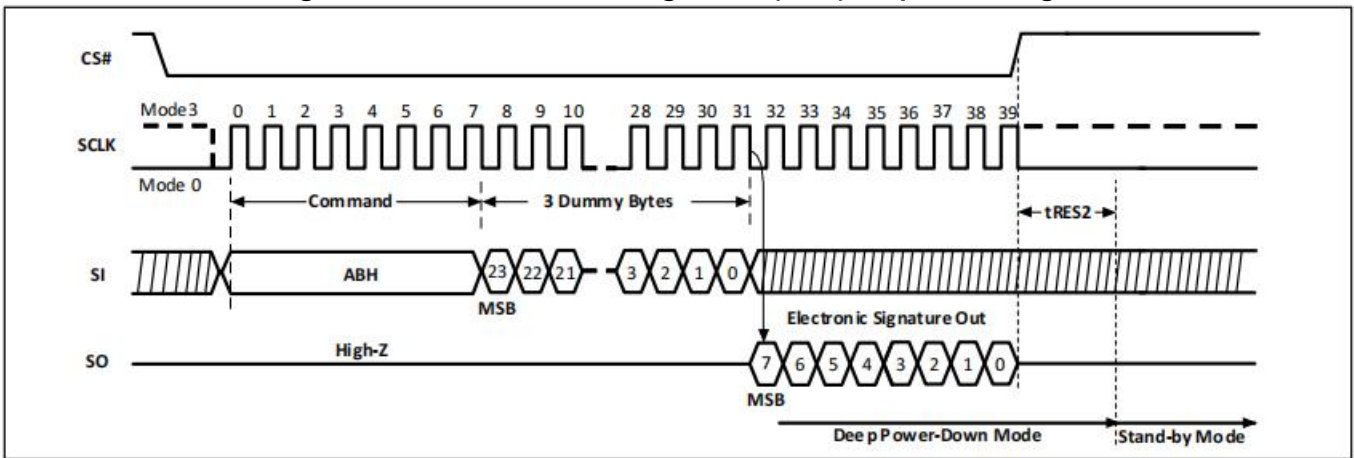 CS#
Mode3 0 1 2 3 4 5 6 7 8 9 10 28 29 30 31 32 33 34 35 36 37 38 39
SCLK
Mode 0
Command 3 Dummy Bytes tRES2
SI ABH 23 22 21 3 2 1 0
MSB
Electronic Signature Out
High-Z
SO 7 6 5 4 3 2 1 0
MSB
Deep Power-Down Mode Stand-by Mode